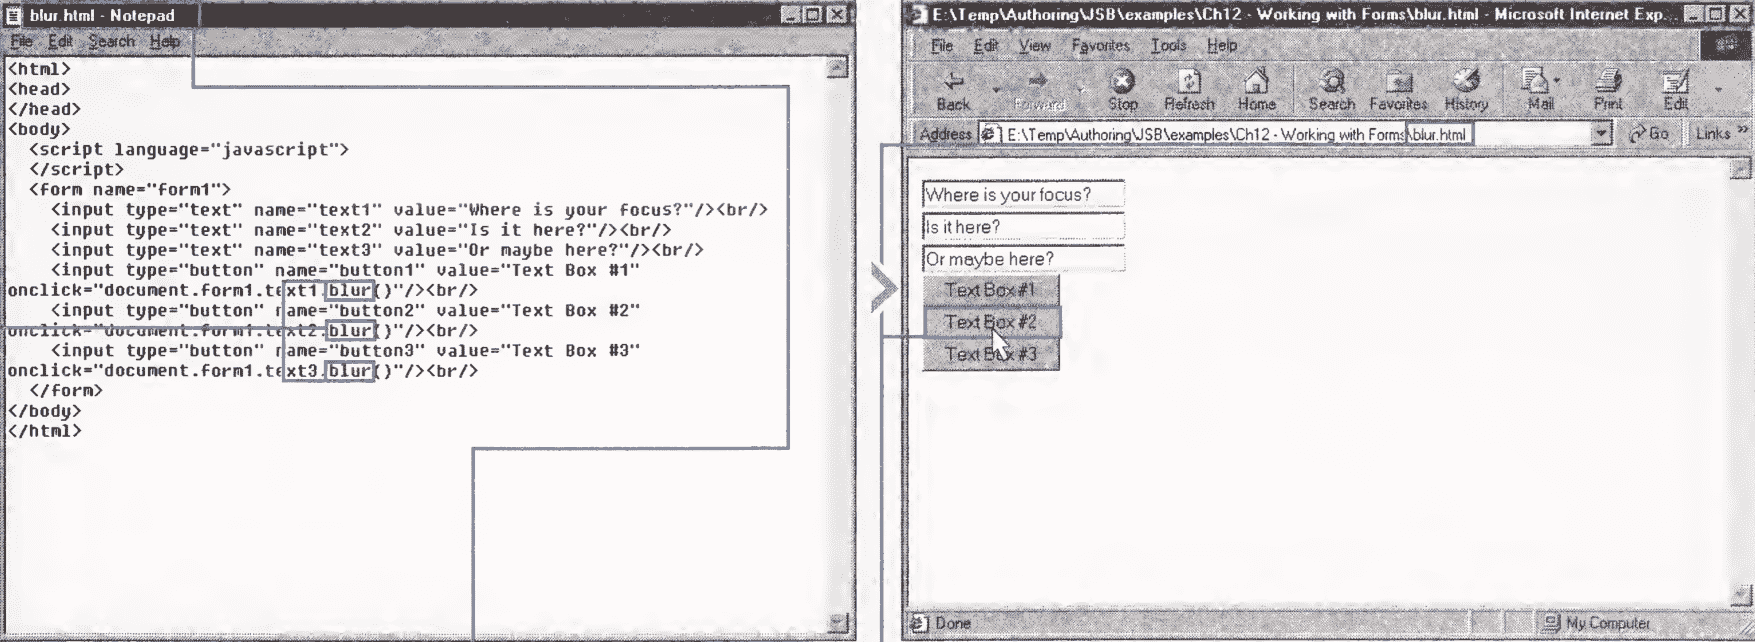 blur.html - Notepad
File Edit Search Help
<html>
<head>
</head>
<body>
<script language="javascript">
</script>
<form name="form1">
<input type="text" name="text1" value="Where is your focus?"/><br/>
<input type="text" name="text2" value="Is it here?"/><br/>
<input type="text" name="text3" value="Or maybe here?"/><br/>
<input type="button" name="button1" value="Text Box #1"
onclick="document.form1.text1.blur()"/><br/>
<input type="button" name="button2" value="Text Box #2"
onclick="document.form1.text2.blur()"/><br/>
<input type="button" name="button3" value="Text Box #3"
onclick="document.form1.text3.blur()"/><br/>
</form>
</body>
</html>
E:\Temp\Authoring\JSB\examples\Ch12 - Working with Forms\blur.html - Microsoft Internet Exp...
File Edit View Favorites Tools Help
Back Forward Stop Refresh Home Search Favorites History Mail Print Edit
Address E:\Temp\Authoring\JSB\examples\Ch12 - Working with Forms\blur.html Go Links »
Where is your focus?
Is it here?
Or maybe here?
Text Box #1
Text Box #2
Text Box #3
Done My Computer